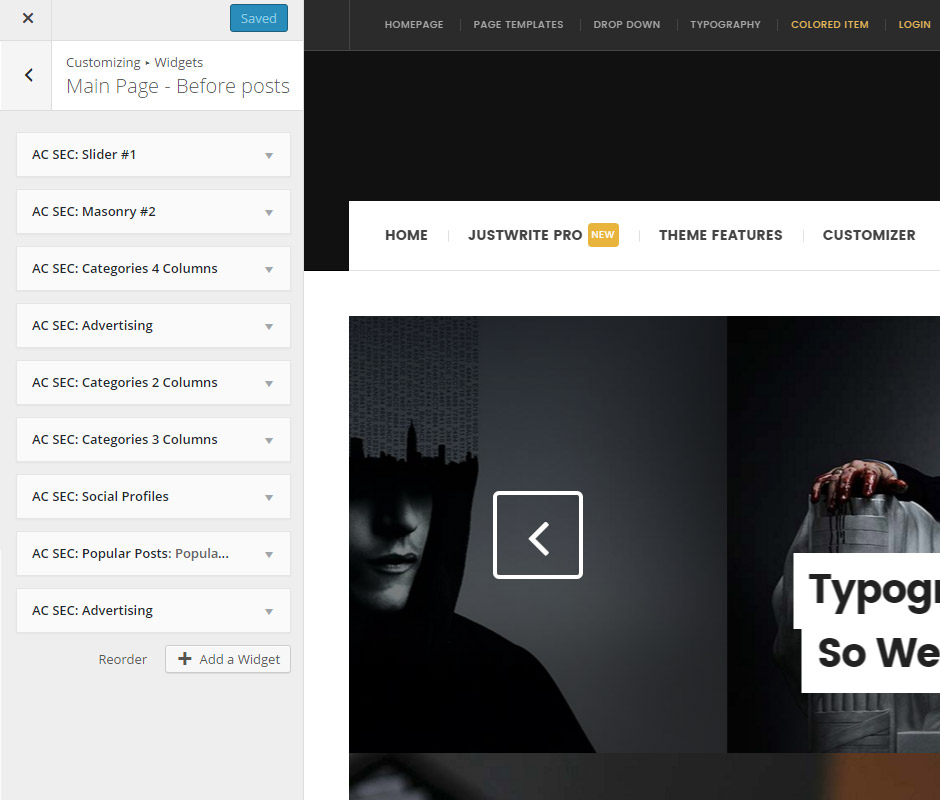 Saved
Customizing ▸ Widgets
Main Page - Before posts
AC SEC: Slider #1
AC SEC: Masonry #2
AC SEC: Categories 4 Columns
AC SEC: Advertising
AC SEC: Categories 2 Columns
AC SEC: Categories 3 Columns
AC SEC: Social Profiles
AC SEC: Popular Posts: Popula...
AC SEC: Advertising
Reorder
Add a Widget
HOMEPAGE PAGE TEMPLATES DROP DOWN TYPOGRAPHY COLORED ITEM LOGIN
HOME JUSTWRITE PRO NEW THEME FEATURES CUSTOMIZER
Typogr
So We